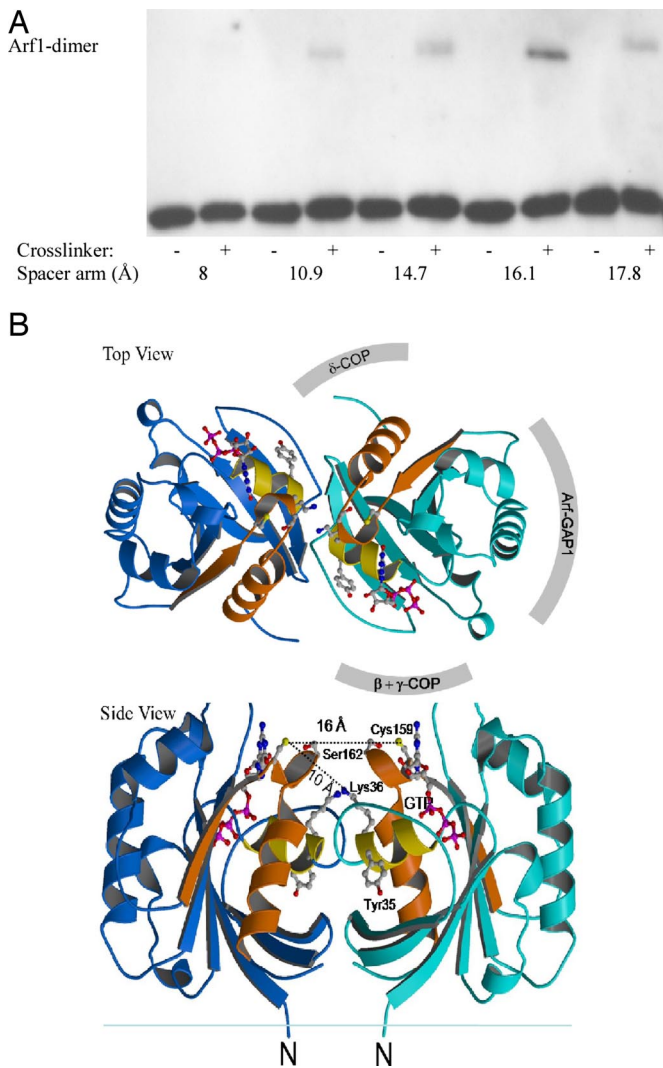 A
Arf1-dimer
Crosslinker: - + - + - + - + - +
Spacer arm (Å) 8 10.9 14.7 16.1 17.8
B
Top View
δ-COP
Arf-GAP1
β + γ-COP
Side View
16 Å
Cys159
Ser162
10 Å
Lys36
GTP
Tyr35
N N